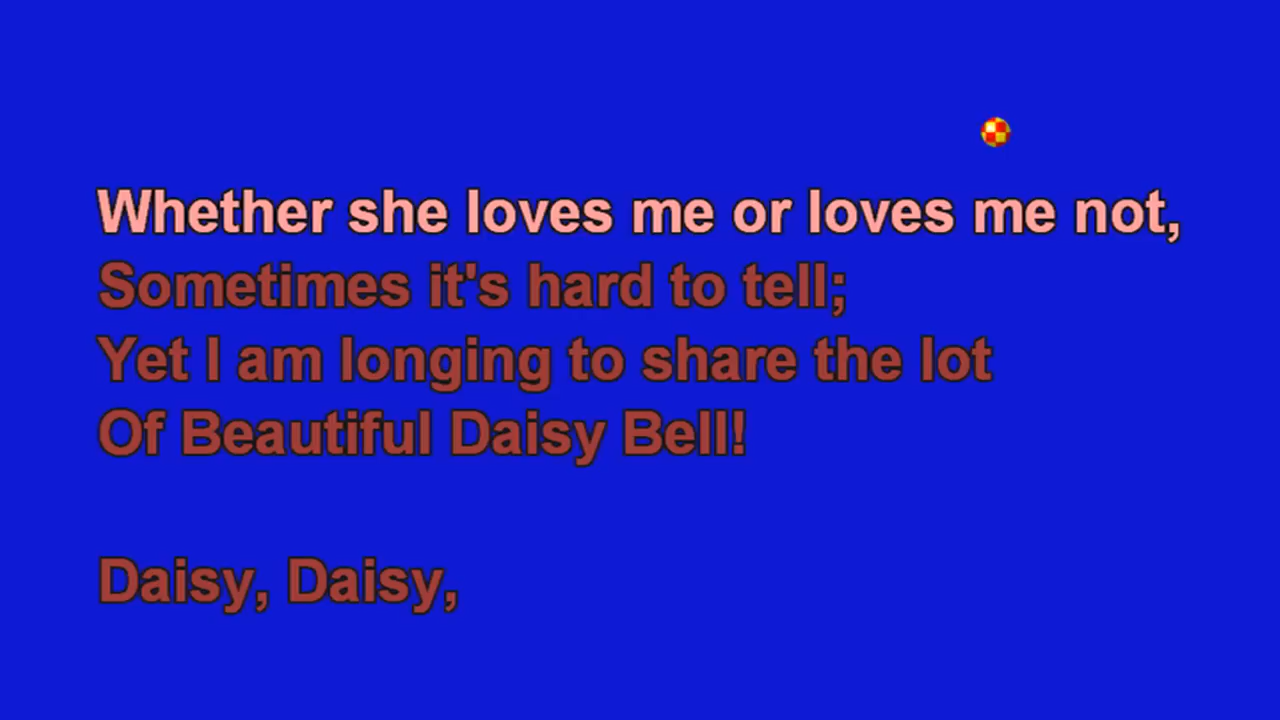 Whether she loves me or loves me not,
Sometimes it's hard to tell;
Yet I am longing to share the lot
Of Beautiful Daisy Bell!
Daisy, Daisy,